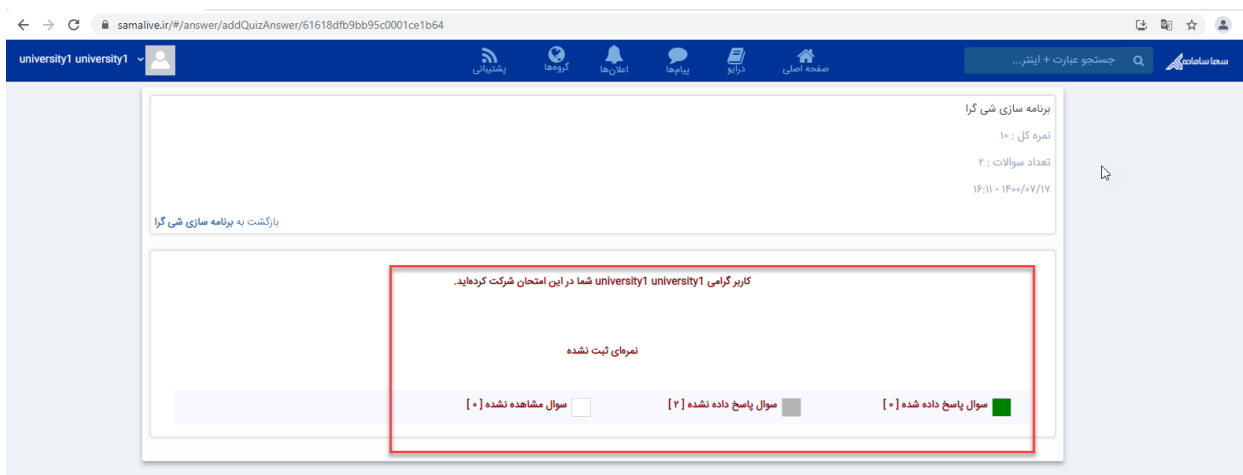 samalive.ir/#/answer/addQuizAnswer/61618dfb9bb95c0001ce1b64
سما سامانه
جستجو عبارت + اینتر...
صفحه اصلی
درایو
پیام‌ها
اعلان‌ها
گروه‌ها
پشتیبانی
university1 university1
برنامه سازی شی گرا
نمره کل : ۱۰
تعداد سوالات : ۲
۱۴۰۰/۰۷/۱۷ - ۱۶:۱۱
بازگشت به برنامه سازی شی گرا
کاربر گرامی university1 university1 شما در این امتحان شرکت کرده‌اید.
نمره‌ای ثبت نشده
سوال پاسخ داده شده [ ۰ ]
سوال پاسخ داده نشده [ ۲ ]
سوال مشاهده نشده [ ۰ ]